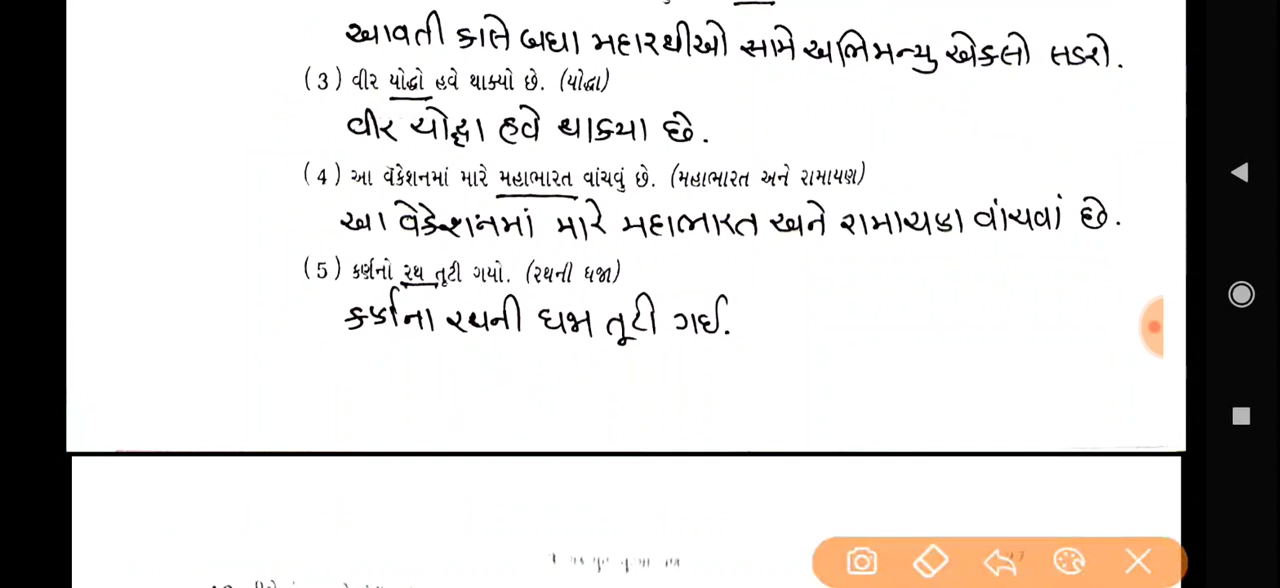 આવતી કાલે બધા મહારથીઓ સામે અભિમન્યુ એકલો લડશે.
(3) વીર યોદ્ધો હવે થાક્યો છે. (યોદ્ધા)
વીર યોદ્ધા હવે થાક્યા છે.
(4) આ વૅકેશનમાં મારે મહાભારત વાંચવું છે. (મહાભારત અને રામાયણ)
આ વેકેશનમાં મારે મહાભારત અને રામાયણ વાંચવાં છે.
(5) કર્ણનો રથ તૂટી ગયો. (રથની ધજા)
કર્ણના રથની ધજા તૂટી ગઈ.